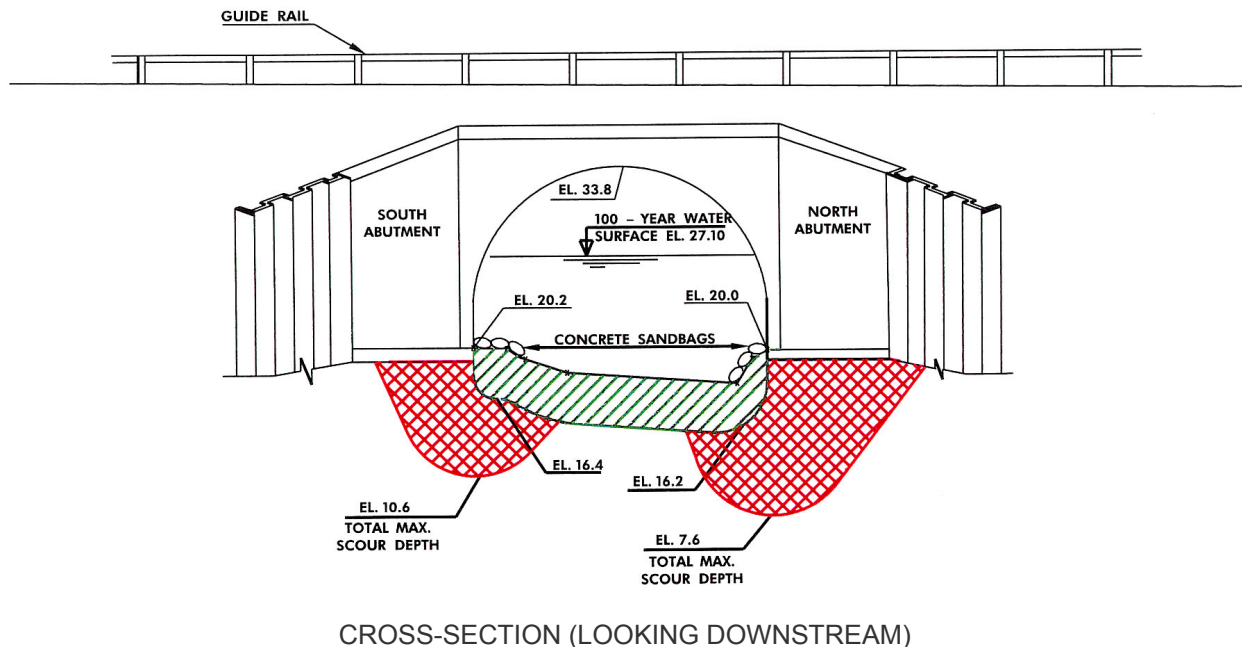 GUIDE RAIL
EL. 33.8
SOUTH
ABUTMENT
100 – YEAR WATER
SURFACE EL. 27.10
NORTH
ABUTMENT
EL. 20.2
EL. 20.0
CONCRETE SANDBAGS
EL. 16.4
EL. 16.2
EL. 10.6
TOTAL MAX.
SCOUR DEPTH
EL. 7.6
TOTAL MAX.
SCOUR DEPTH
CROSS-SECTION (LOOKING DOWNSTREAM)